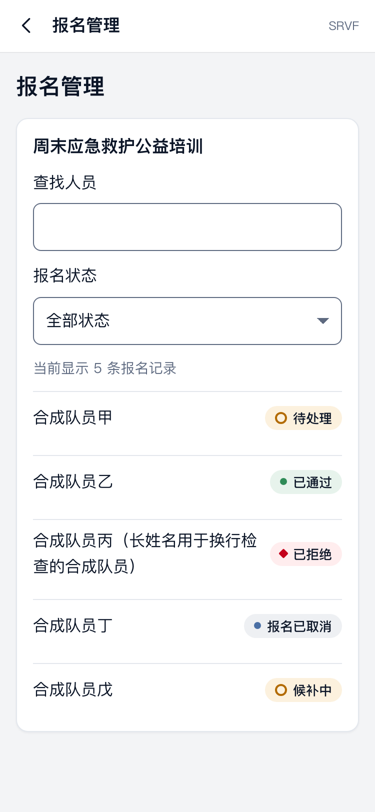 报名管理
SRVF
报名管理
周末应急救护公益培训
查找人员
报名状态
全部状态
当前显示 5 条报名记录
合成队员甲
待处理
合成队员乙
已通过
合成队员丙（长姓名用于换行检
查的合成队员）
已拒绝
合成队员丁
报名已取消
合成队员戊
候补中